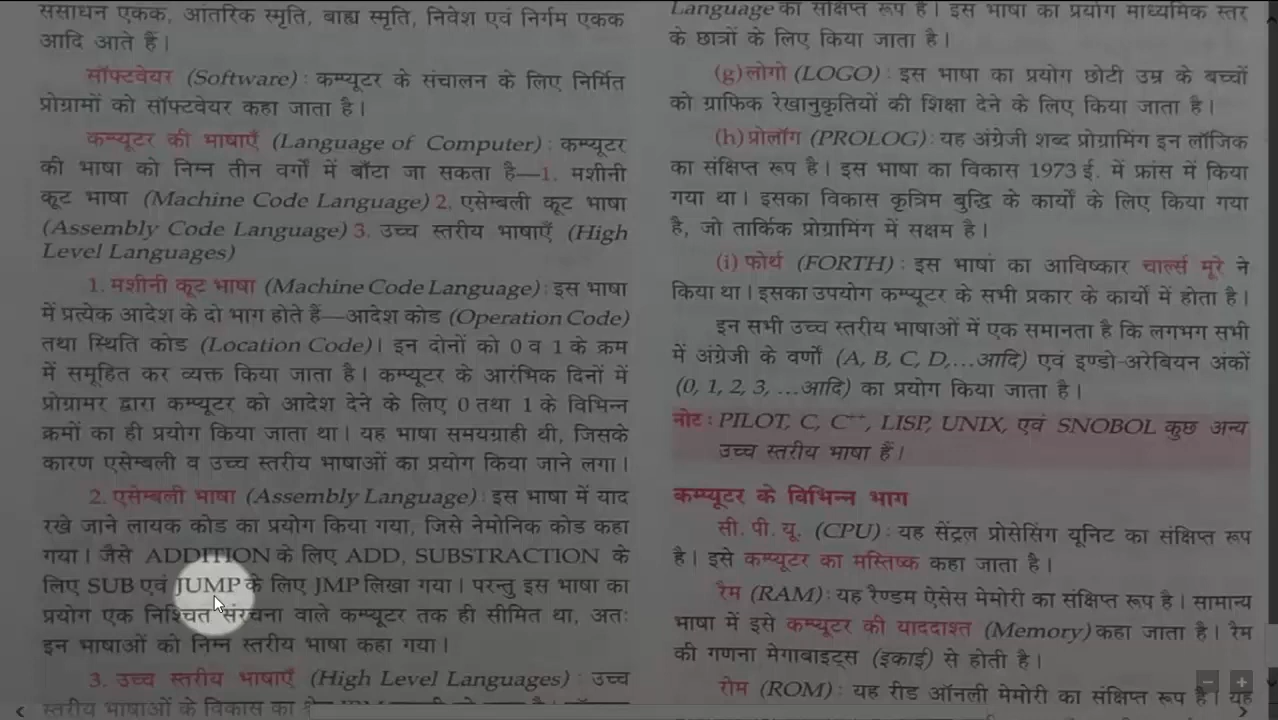 संसाधन एकक, आंतरिक स्मृति, बाह्य स्मृति, निवेश एवं निर्गम एकक
आदि आते हैं।
सॉफ्टवेयर (Software) : कम्प्यूटर के संचालन के लिए निर्मित
प्रोग्रामों को सॉफ्टवेयर कहा जाता है।
कम्प्यूटर की भाषाएँ (Language of Computer) : कम्प्यूटर
की भाषा को निम्न तीन वर्गों में बाँटा जा सकता है—1. मशीनी
कूट भाषा (Machine Code Language) 2. एसेम्बली कूट भाषा
(Assembly Code Language) 3. उच्च स्तरीय भाषाएँ (High
Level Languages)
1. मशीनी कूट भाषा (Machine Code Language) : इस भाषा
में प्रत्येक आदेश के दो भाग होते हैं—आदेश कोड (Operation Code)
तथा स्थिति कोड (Location Code)। इन दोनों को 0 व 1 के क्रम
में समूहित कर व्यक्त किया जाता है। कम्प्यूटर के आरंभिक दिनों में
प्रोग्रामर द्वारा कम्प्यूटर को आदेश देने के लिए 0 तथा 1 के विभिन्न
क्रमों का ही प्रयोग किया जाता था। यह भाषा समयग्राही थी, जिसके
कारण एसेम्बली व उच्च स्तरीय भाषाओं का प्रयोग किया जाने लगा।
2. एसेम्बली भाषा (Assembly Language) : इस भाषा में याद
रखे जाने लायक कोड का प्रयोग किया गया, जिसे नेमोनिक कोड कहा
गया। जैसे ADDITION के लिए ADD, SUBSTRACTION के
लिए SUB एवं JUMP के लिए JMP लिखा गया। परन्तु इस भाषा का
प्रयोग एक निश्चित संरचना वाले कम्प्यूटर तक ही सीमित था, अतः
इन भाषाओं को निम्न स्तरीय भाषा कहा गया।
3. उच्च स्तरीय भाषाएँ (High Level Languages) : उच्च
स्तरीय भाषाओं के विकास का
Language का संक्षिप्त रूप है। इस भाषा का प्रयोग माध्यमिक स्तर
के छात्रों के लिए किया जाता है।
(g) लोगो (LOGO) : इस भाषा का प्रयोग छोटी उम्र के बच्चों
को ग्राफिक रेखानुकृतियों की शिक्षा देने के लिए किया जाता है।
(h) प्रोलॉग (PROLOG) : यह अंग्रेजी शब्द प्रोग्रामिंग इन लॉजिक
का संक्षिप्त रूप है। इस भाषा का विकास 1973 ई. में फ्रांस में किया
गया था। इसका विकास कृत्रिम बुद्धि के कार्यों के लिए किया गया
है, जो तार्किक प्रोग्रामिंग में सक्षम है।
(i) फोर्थ (FORTH) : इस भाषा का आविष्कार चार्ल्स मूरे ने
किया था। इसका उपयोग कम्प्यूटर के सभी प्रकार के कार्यों में होता है।
इन सभी उच्च स्तरीय भाषाओं में एक समानता है कि लगभग सभी
में अंग्रेजी के वर्णों (A, B, C, D,...आदि) एवं इण्डो-अरेबियन अंकों
(0, 1, 2, 3, ...आदि) का प्रयोग किया जाता है।
नोट : PILOT, C, C++, LISP, UNIX, एवं SNOBOL कुछ अन्य
उच्च स्तरीय भाषा हैं।
कम्प्यूटर के विभिन्न भाग
सी. पी. यू. (CPU) : यह सेंट्रल प्रोसेसिंग यूनिट का संक्षिप्त रूप
है। इसे कम्प्यूटर का मस्तिष्क कहा जाता है।
रैम (RAM) : यह रैण्डम ऐसेस मेमोरी का संक्षिप्त रूप है। सामान्य
भाषा में इसे कम्प्यूटर की याददाश्त (Memory) कहा जाता है। रैम
की गणना मेगाबाइट्स (इकाई) से होती है।
रोम (ROM) : यह रीड ऑनली मेमोरी का संक्षिप्त रूप है। यह